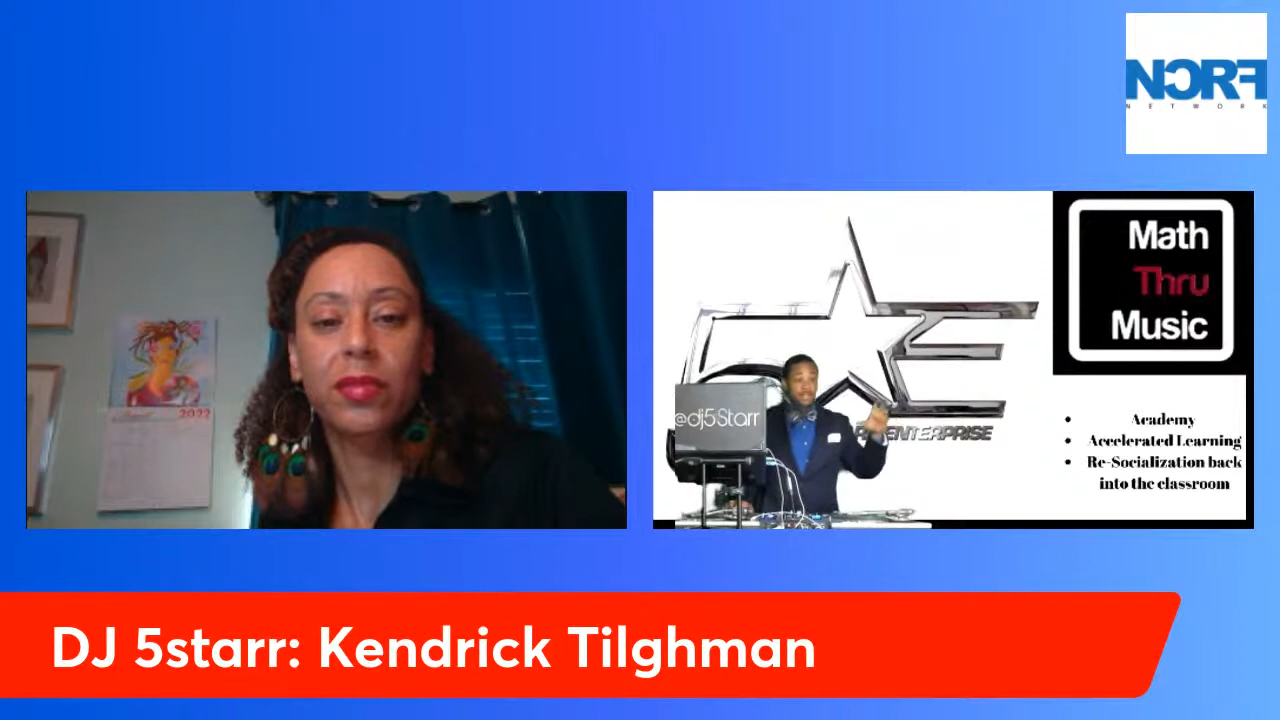 NCRF
NETWORK
Math
Thru
Music
2022
@dj5Starr
ENTERPRISE
• Academy
• Accelerated Learning
• Re-Socialization back
into the classroom
DJ 5starr: Kendrick Tilghman